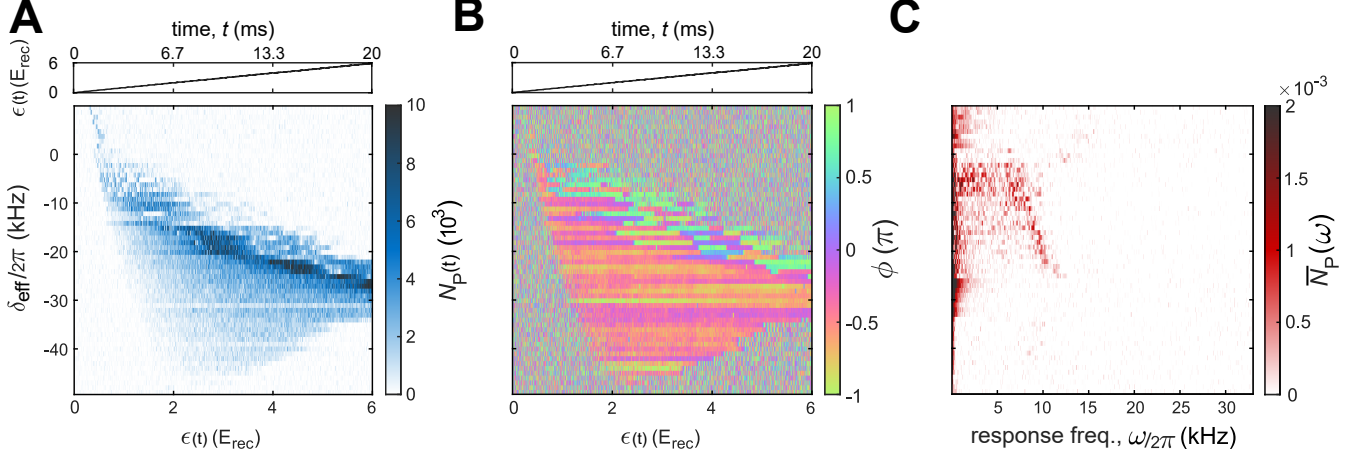 A
time, t (ms)
0 6.7 13.3 20
6
0
ϵ(t) (E_rec)
10
8
6
4
2
0
N_P(t) (10^3)
0
-10
-20
-30
-40
δ_eff/2π (kHz)
0 2 4 6
ϵ(t) (E_rec)
B
time, t (ms)
0 6.7 13.3 20
1
0.5
0
-0.5
-1
ϕ (π)
0 2 4 6
ϵ(t) (E_rec)
C
×10^-3
2
1.5
1
0.5
0
N̅_P(ω)
5 10 15 20 25 30
response freq., ω/2π (kHz)